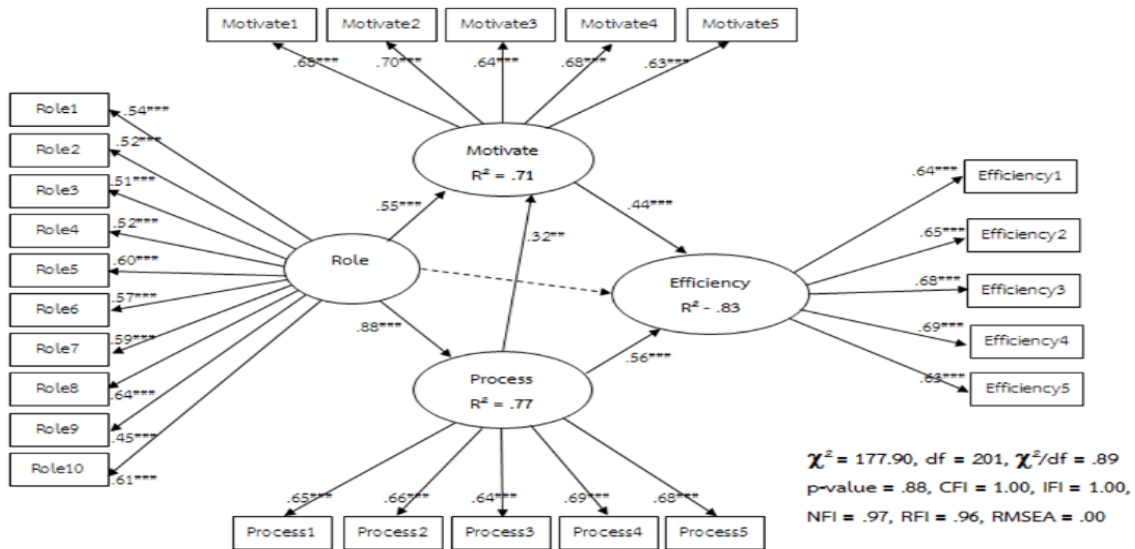 Motivate1 Motivate2 Motivate3 Motivate4 Motivate5
.68*** .70*** .64*** .68*** .63***
Role1
.54***
Role2
.52***
Role3
.51***
Role4
.52***
Role5
.60***
Role6
.57***
Role7
.59***
Role8
.64***
Role9
.45***
Role10
.61***
Motivate
R² = .71
.55***
.32**
.44***
Role
.88***
Efficiency
R² - .83
.56***
Process
R² = .77
.64*** Efficiency1
.65*** Efficiency2
.68*** Efficiency3
.69*** Efficiency4
.63*** Efficiency5
.65*** .66*** .64*** .69*** .68***
Process1 Process2 Process3 Process4 Process5
χ² = 177.90, df = 201, χ²/df = .89
p-value = .88, CFI = 1.00, IFI = 1.00,
NFI = .97, RFI = .96, RMSEA = .00